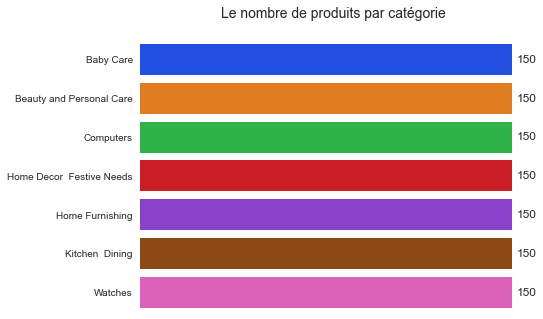 Le nombre de produits par catégorie
Baby Care 150
Beauty and Personal Care 150
Computers 150
Home Decor  Festive Needs 150
Home Furnishing 150
Kitchen  Dining 150
Watches 150